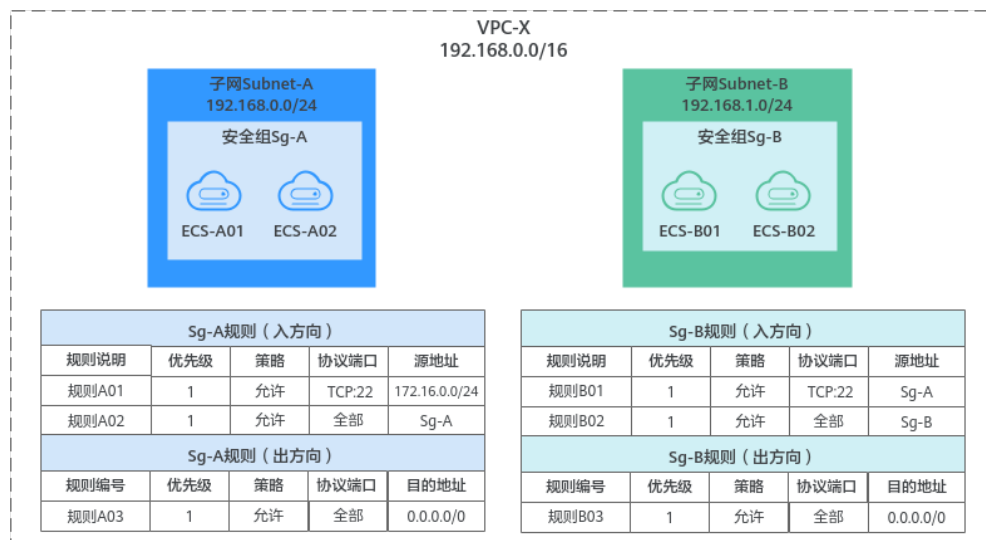 VPC-X
192.168.0.0/16
子网Subnet-A
192.168.0.0/24
安全组Sg-A
ECS-A01 ECS-A02
子网Subnet-B
192.168.1.0/24
安全组Sg-B
ECS-B01 ECS-B02
Sg-A规则（入方向）
规则说明 优先级 策略 协议端口 源地址
规则A01 1 允许 TCP:22 172.16.0.0/24
规则A02 1 允许 全部 Sg-A
Sg-A规则（出方向）
规则编号 优先级 策略 协议端口 目的地址
规则A03 1 允许 全部 0.0.0.0/0
Sg-B规则（入方向）
规则说明 优先级 策略 协议端口 源地址
规则B01 1 允许 TCP:22 Sg-A
规则B02 1 允许 全部 Sg-B
Sg-B规则（出方向）
规则编号 优先级 策略 协议端口 目的地址
规则B03 1 允许 全部 0.0.0.0/0